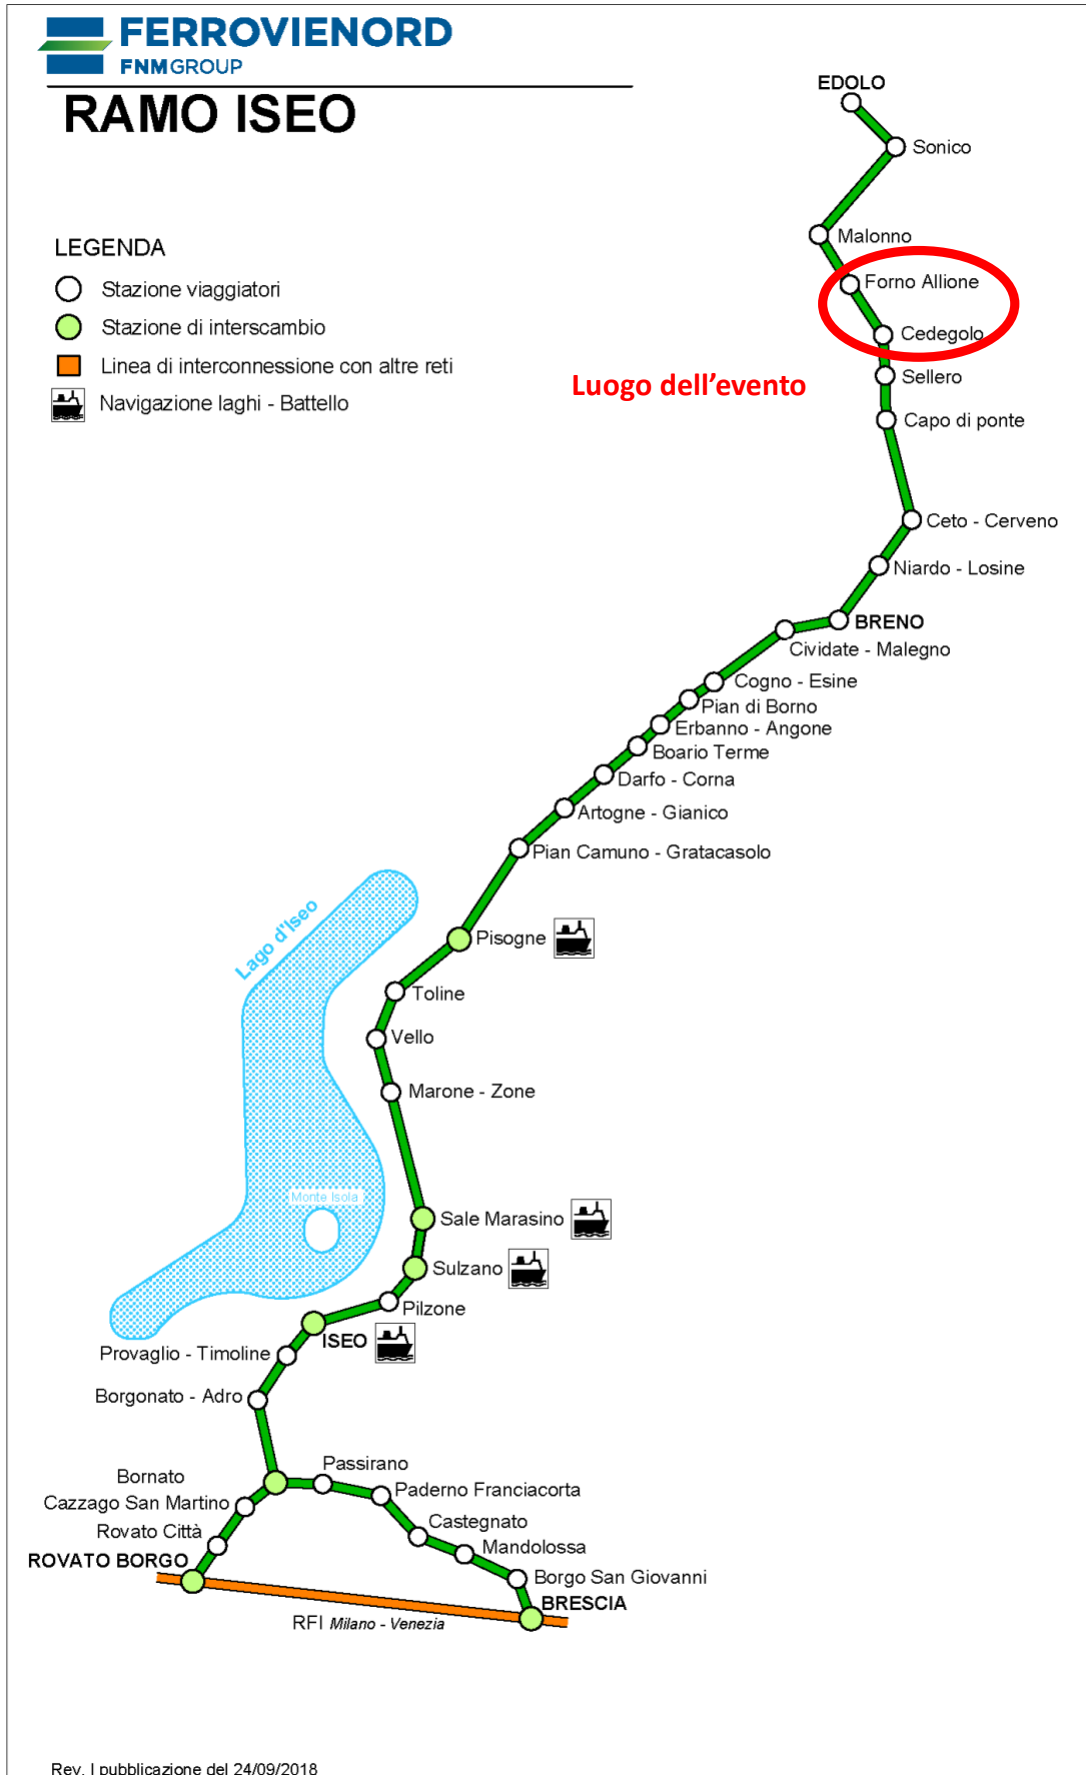 FERROVIENORD
FNMGROUP
RAMO ISEO
LEGENDA
Stazione viaggiatori
Stazione di interscambio
Linea di interconnessione con altre reti
Navigazione laghi - Battello
EDOLO
Sonico
Malonno
Forno Allione
Cedegolo
Luogo dell'evento
Sellero
Capo di ponte
Ceto - Cerveno
Niardo - Losine
BRENO
Cividate - Malegno
Cogno - Esine
Pian di Borno
Erbanno - Angone
Boario Terme
Darfo - Corna
Artogne - Gianico
Pian Camuno - Gratacasolo
Lago d'Iseo
Pisogne
Toline
Vello
Marone - Zone
Monte Isola
Sale Marasino
Sulzano
Pilzone
ISEO
Provaglio - Timoline
Borgonato - Adro
Bornato
Passirano
Cazzago San Martino
Paderno Franciacorta
Rovato Città
Castegnato
Mandolossa
ROVATO BORGO
Borgo San Giovanni
BRESCIA
RFI Milano - Venezia
Rev. I pubblicazione del 24/09/2018